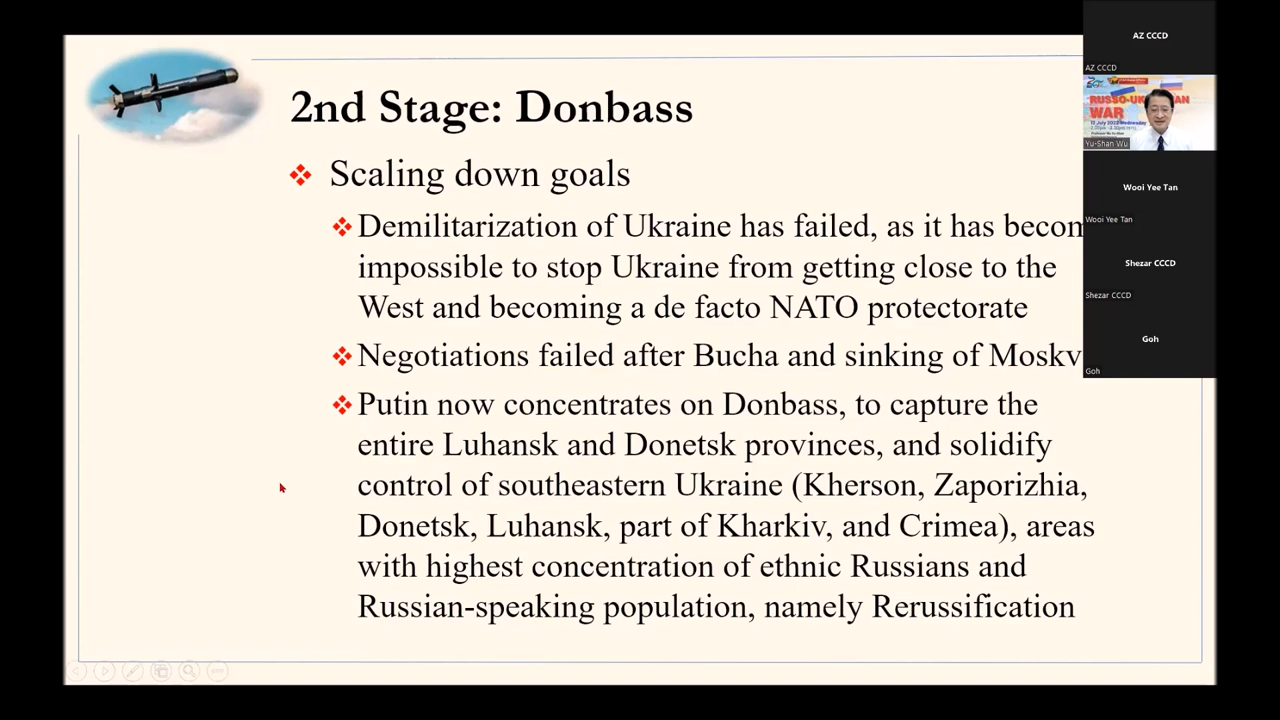 2nd Stage: Donbass
Scaling down goals
Demilitarization of Ukraine has failed, as it has becom
impossible to stop Ukraine from getting close to the
West and becoming a de facto NATO protectorate
Negotiations failed after Bucha and sinking of Moskv
Putin now concentrates on Donbass, to capture the
entire Luhansk and Donetsk provinces, and solidify
control of southeastern Ukraine (Kherson, Zaporizhia,
Donetsk, Luhansk, part of Kharkiv, and Crimea), areas
with highest concentration of ethnic Russians and
Russian-speaking population, namely Rerussification
AZ CCCD
AZ CCCD
RUSSO-UK AN
WAR
Yu-Shan Wu
Wooi Yee Tan
Wooi Yee Tan
Shezar CCCD
Shezar CCCD
Goh
Goh